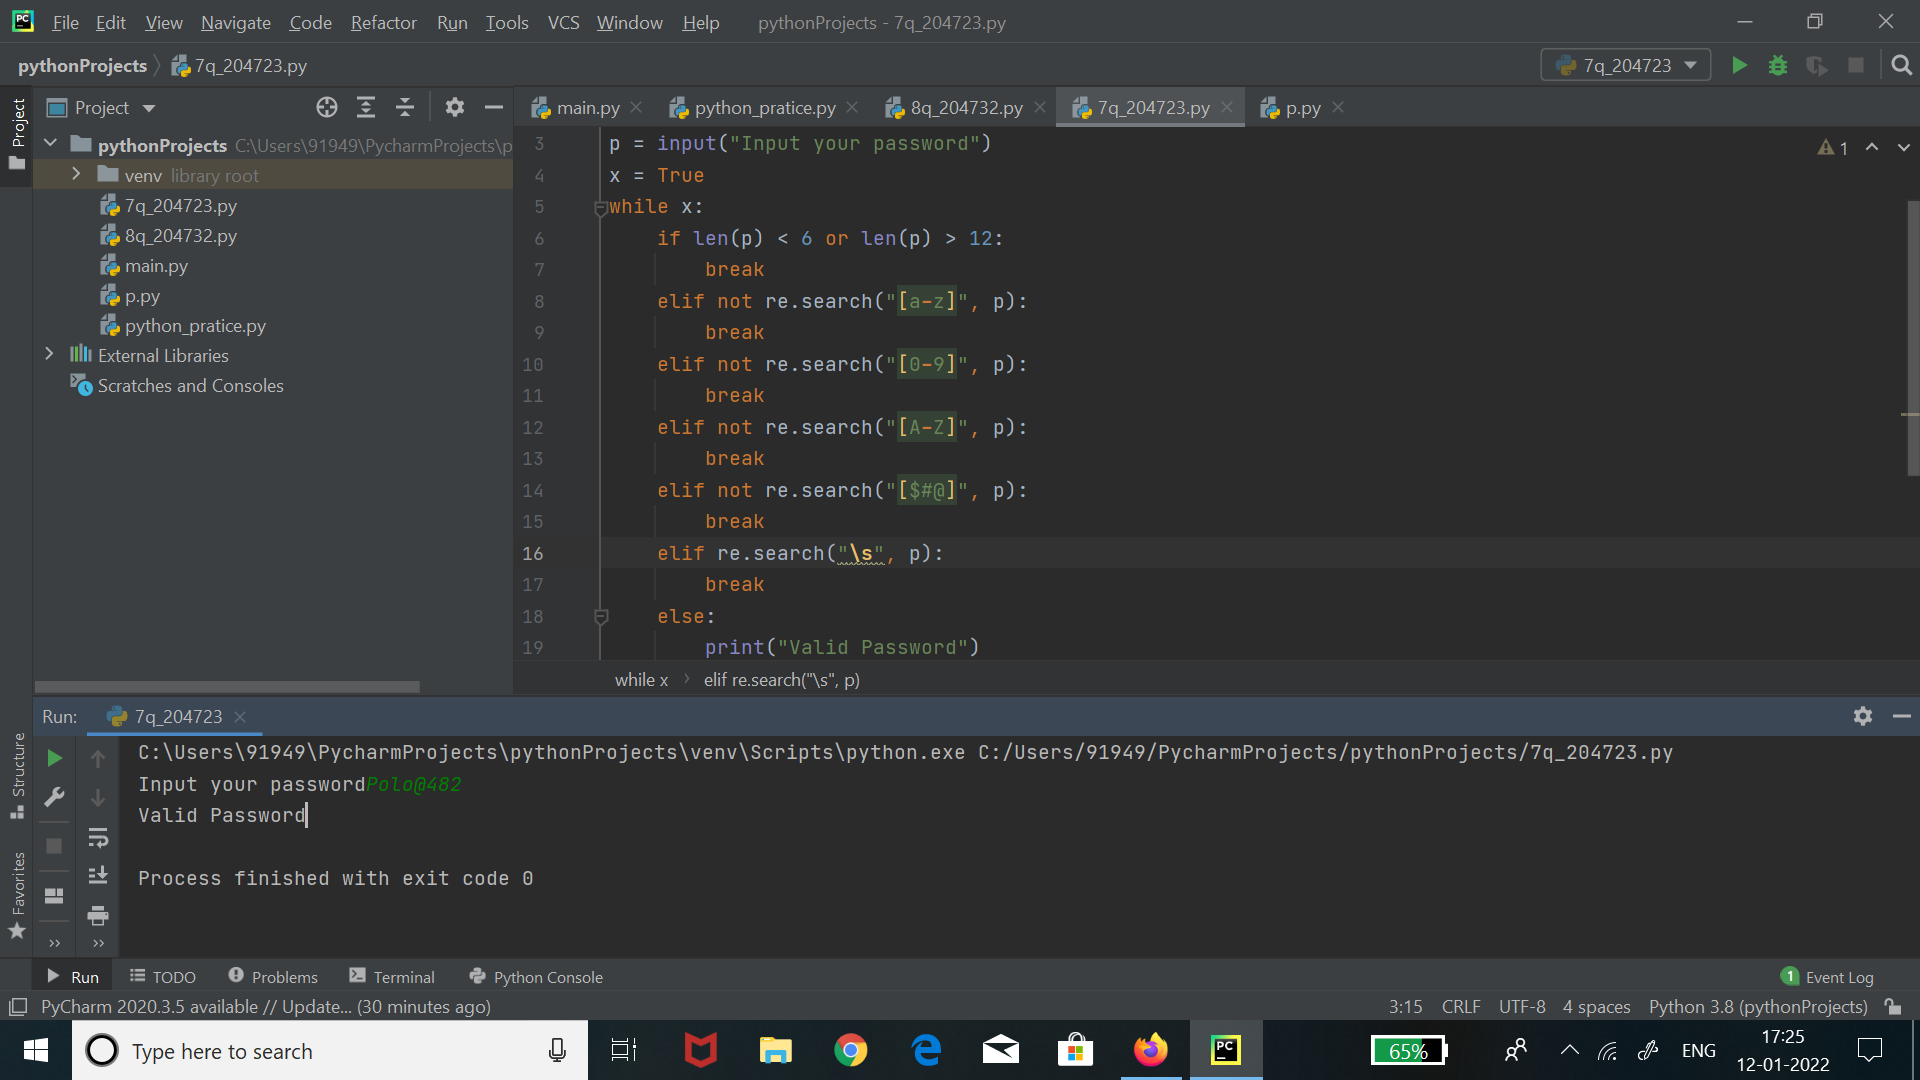 PC File Edit View Navigate Code Refactor Run Tools VCS Window Help pythonProjects - 7q_204723.py
pythonProjects 7q_204723.py 7q_204723
Project
Project
main.py python_pratice.py 8q_204732.py 7q_204723.py p.py
pythonProjects C:\Users\91949\PycharmProjects\p
venv library root
7q_204723.py
8q_204732.py
main.py
p.py
python_pratice.py
External Libraries
Scratches and Consoles
3 p = input("Input your password")
1
4 x = True
5 while x:
6 if len(p) < 6 or len(p) > 12:
7 break
8 elif not re.search("[a-z]", p):
9 break
10 elif not re.search("[0-9]", p):
11 break
12 elif not re.search("[A-Z]", p):
13 break
14 elif not re.search("[$#@]", p):
15 break
16 elif re.search("\s", p):
17 break
18 else:
19 print("Valid Password")
while x elif re.search("\s", p)
Run: 7q_204723
Structure
Favorites
C:\Users\91949\PycharmProjects\pythonProjects\venv\Scripts\python.exe C:/Users/91949/PycharmProjects/pythonProjects/7q_204723.py
Input your passwordPolo@482
Valid Password
Process finished with exit code 0
Run TODO Problems Terminal Python Console 1 Event Log
PyCharm 2020.3.5 available // Update... (30 minutes ago) 3:15 CRLF UTF-8 4 spaces Python 3.8 (pythonProjects)
Type here to search PC 65% ENG 17:25
12-01-2022